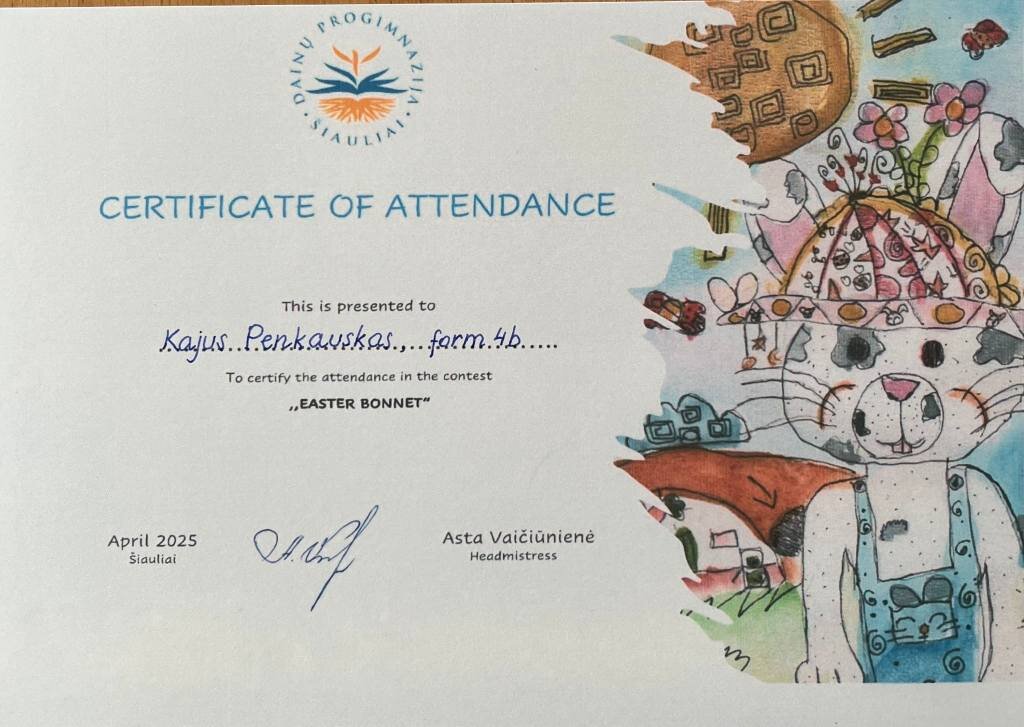 DAINŲ PROGIMNAZIJA
ŠIAULIAI
CERTIFICATE OF ATTENDANCE
This is presented to
Kajus Penkauskas, form 4b
To certify the attendance in the contest
„EASTER BONNET”
April 2025
Asta Vaičiūnienė
Šiauliai
Headmistress